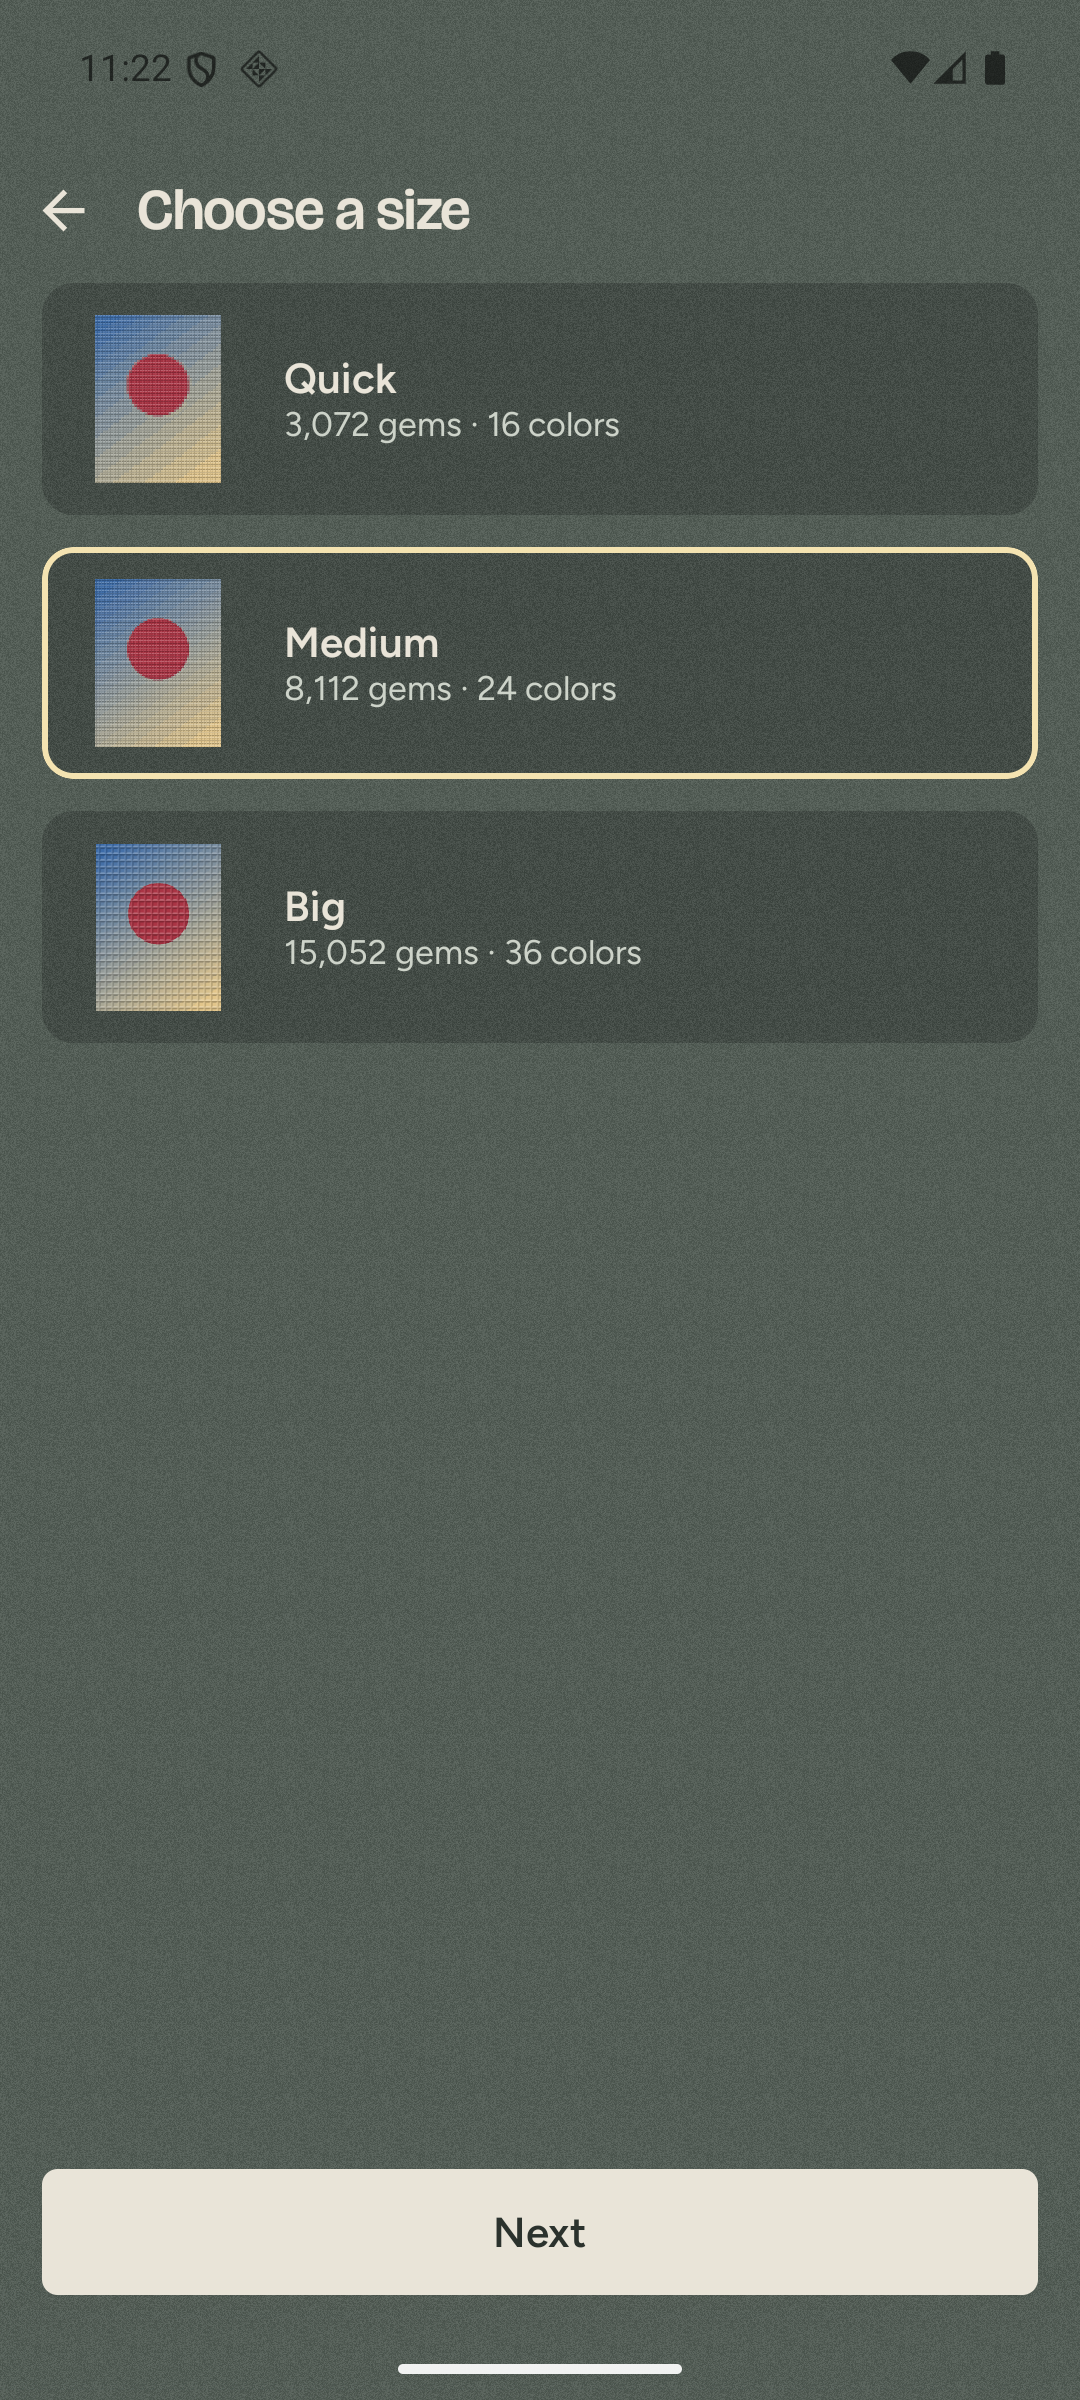 11:22
Choose a size
Quick
3,072 gems · 16 colors
Medium
8,112 gems · 24 colors
Big
15,052 gems · 36 colors
Next